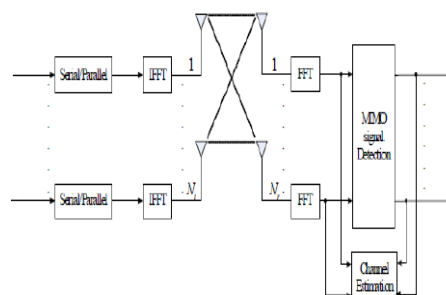 Serial/Parallel
IFFT
1
1
FFT
MIMO
signal
Detection
Serial/Parallel
IFFT
N
N
FFT
Channel
Estimation